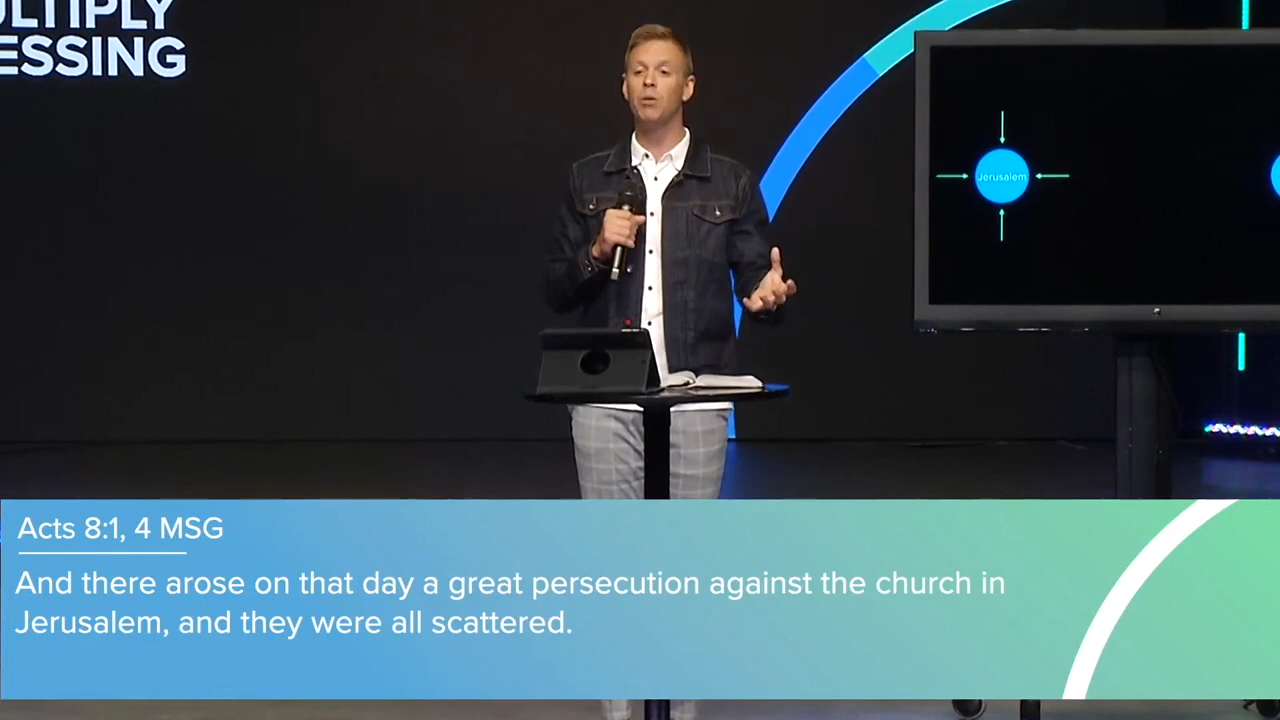 ULTIPLY
ESSING
Jerusalem
Acts 8:1, 4 MSG
And there arose on that day a great persecution against the church in
Jerusalem, and they were all scattered.